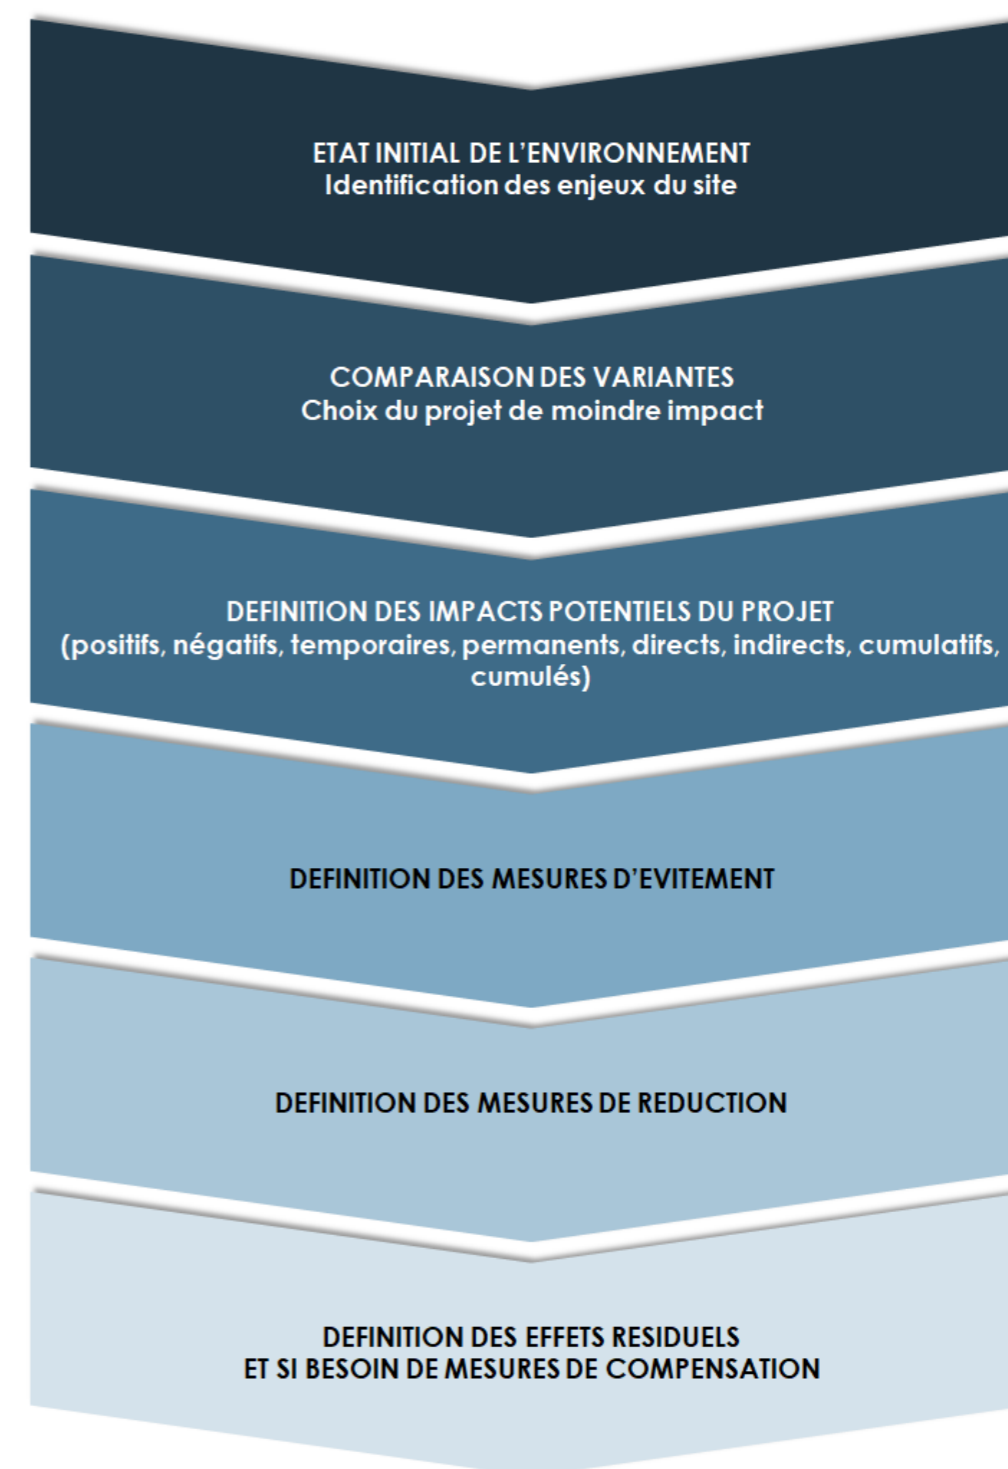 ETAT INITIAL DE L'ENVIRONNEMENT
Identification des enjeux du site
COMPARAISON DES VARIANTES
Choix du projet de moindre impact
DEFINITION DES IMPACTS POTENTIELS DU PROJET
(positifs, négatifs, temporaires, permanents, directs, indirects, cumulatifs,
cumulés)
DEFINITION DES MESURES D'EVITEMENT
DEFINITION DES MESURES DE REDUCTION
DEFINITION DES EFFETS RESIDUELS
ET SI BESOIN DE MESURES DE COMPENSATION